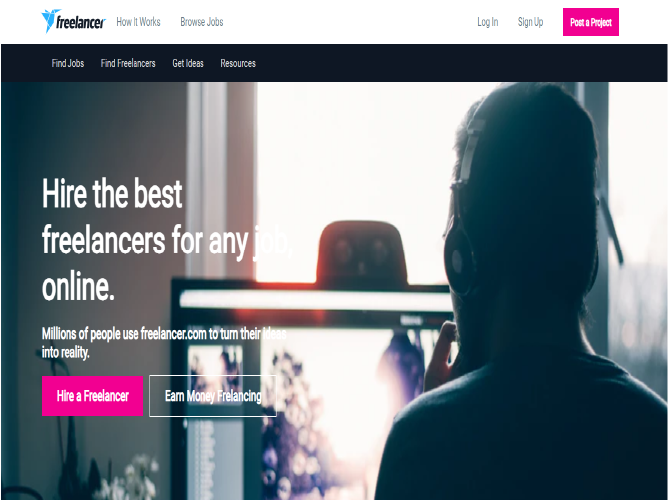 freelancer
How It Works
Browse Jobs
Log In
Sign Up
Post a Project
Find Jobs
Find Freelancers
Get Ideas
Resources
Hire the best
freelancers for any job,
online.
Millions of people use freelancer.com to turn their ideas
into reality.
Hire a Freelancer
Earn Money Frelancing